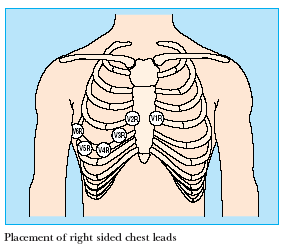 V2R V1R
V6R V3R
V5R V4R
Placement of right sided chest leads